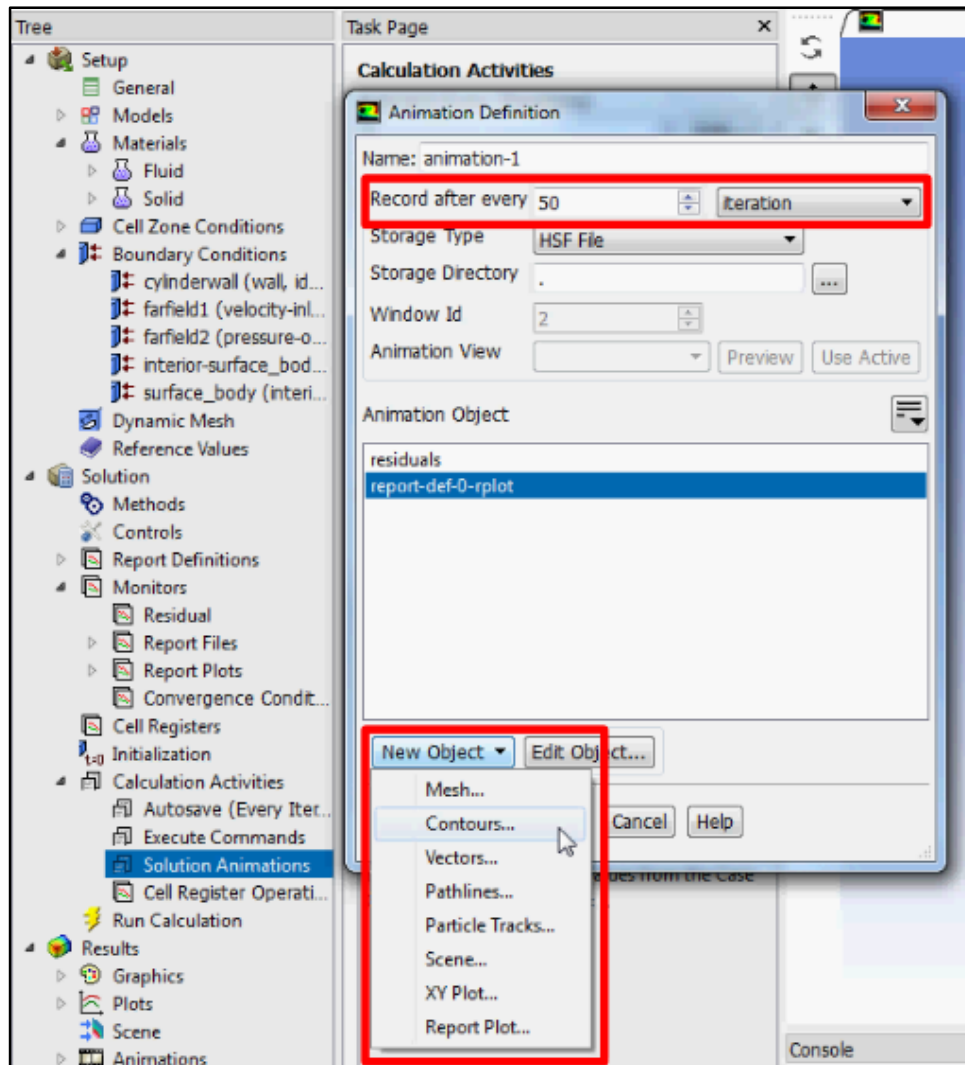 Tree
Setup
General
Models
Materials
Fluid
Solid
Cell Zone Conditions
Boundary Conditions
cylinderwall (wall, id...
farfield1 (velocity-inl...
farfield2 (pressure-o...
interior-surface_bod...
surface_body (interi...
Dynamic Mesh
Reference Values
Solution
Methods
Controls
Report Definitions
Monitors
Residual
Report Files
Report Plots
Convergence Condit...
Cell Registers
t=0 Initialization
Calculation Activities
Autosave (Every Iter...
Execute Commands
Solution Animations
Cell Register Operati...
Run Calculation
Results
Graphics
Plots
Scene
Animations
Task Page
Calculation Activities
Animation Definition
Name: animation-1
Record after every 50 iteration
Storage Type HSF File
Storage Directory . ...
Window Id 2
Animation View Preview Use Active
Animation Object
residuals
report-def-0-rplot
New Object Edit Object...
Mesh...
Contours...
Vectors...
Pathlines...
Particle Tracks...
Scene...
XY Plot...
Report Plot...
Cancel Help
from the Case
Console